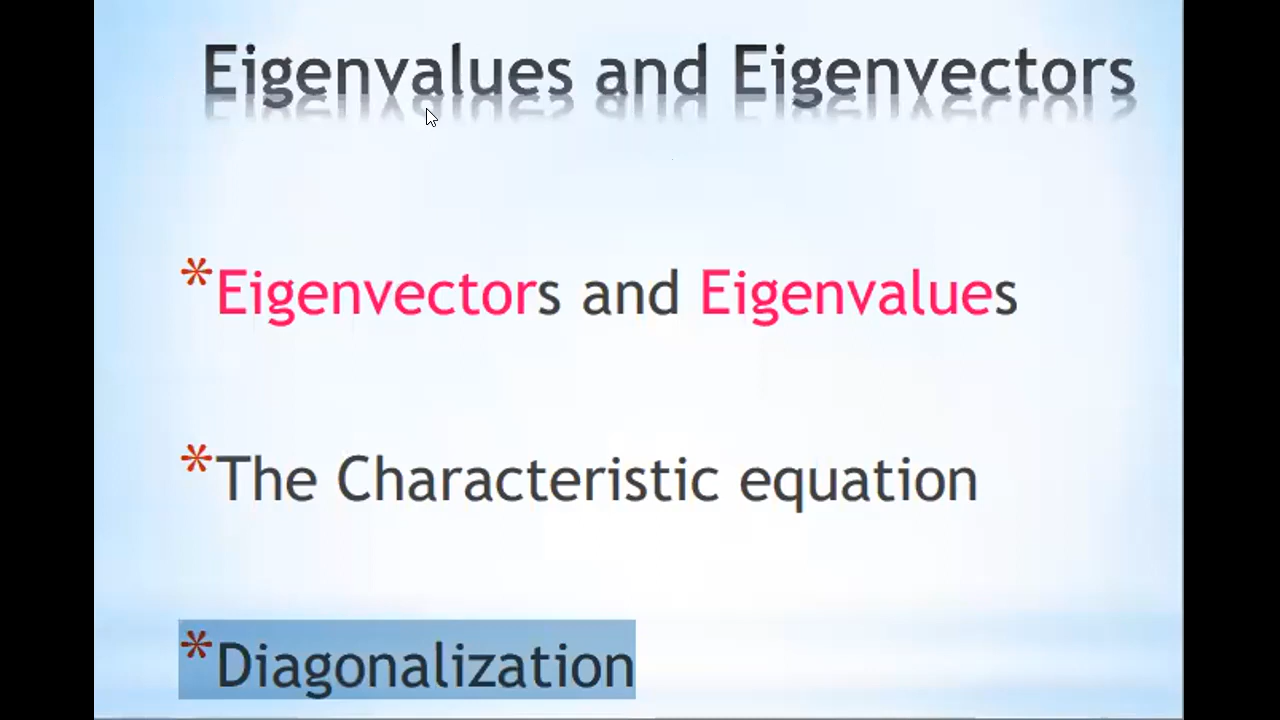 Eigenvalues and Eigenvectors
*Eigenvectors and Eigenvalues
*The Characteristic equation
*Diagonalization